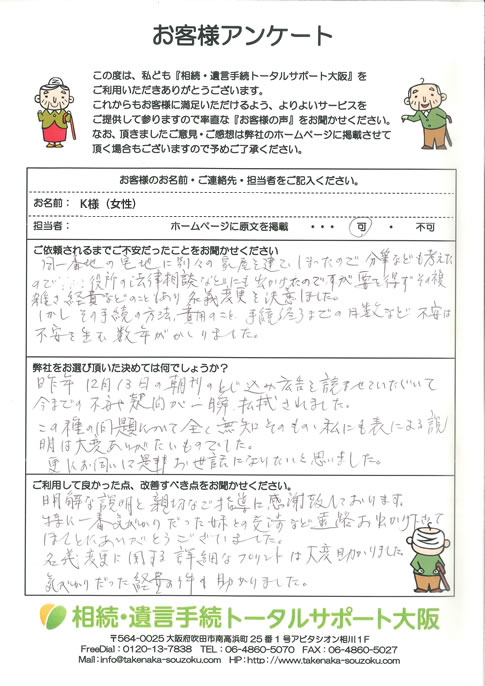 お客様アンケート
この度は、私ども『相続・遺言手続トータルサポート大阪』を
ご利用いただきありがとうございます。
これからもお客様に満足いただけるよう、よりよいサービスを
ご提供して参りますので率直な『お客様の声』をお聞かせください。
なお、頂きましたご意見・ご感想は弊社のホームページに掲載させて
頂く場合もございますので予めご了承ください。
お客様のお名前・ご連絡先・担当者をご記入ください。
お名前： K様（女性）
担当者： ホームページに原文を掲載 ・・・ 可 ・ 不可
ご依頼されるまでご不安だったことをお聞かせください
同一番地の宅地に別々の家屋を建てしまったので分筆なども考えた
ので‥‥役所の法律相談などにも出かけたのですが要を得ずその複
雑さ、経費などのこともあり名義変更を決意しました。
しかしその手続の方法、費用のこと、手続終了までの月数など不安は
不安を生む数年がかりました。
弊社をお選び頂いた決めては何でしょうか？
昨年12月13日の朝刊のとじ込み広告を読ませていただいて
今までの不安や疑問が一瞬払拭されました。
この種の問題について全く無知そのもの私にも表による説
明は大変ありがたいものでした。
更にお伺いして是非お世話になりたいと思いました。
ご利用して良かった点、改善すべき点をお聞かせください。
明解な説明と親切なご指導に感謝致しております。
特に一番気がかりだった妹との交渉など お出かけ下さって
ほんとにありがとうございました。
名義変更に関する詳細なプリントは大変助かりました。
気がかりだった経費の件も助かりました。
相続・遺言手続トータルサポート大阪
〒564-0025 大阪府吹田市南高浜町25番1号アビタシオン相川1F
FreeDial：0120-13-7838 TEL：06-4860-5070 FAX：06-4860-5027
Mail：info@takenaka-souzoku.com HP：http://www.takenaka-souzoku.com